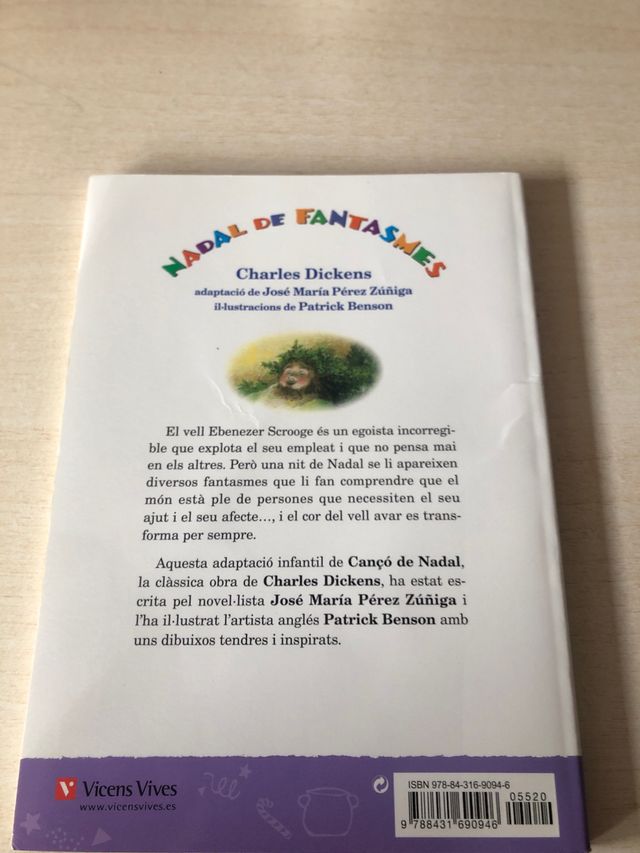 NADAL DE FANTASMES
Charles Dickens
adaptació de José María Pérez Zúñiga
il·lustracions de Patrick Benson
El vell Ebenezer Scrooge és un egoista incorregi-
ble que explota el seu empleat i que no pensa mai
en els altres. Però una nit de Nadal se li apareixen
diversos fantasmes que li fan comprendre que el
món està ple de persones que necessiten el seu
ajut i el seu afecte..., i el cor del vell avar es trans-
forma per sempre.
Aquesta adaptació infantil de Cançó de Nadal,
la clàssica obra de Charles Dickens, ha estat es-
crita pel novel·lista José María Pérez Zúñiga i
l'ha il·lustrat l'artista anglés Patrick Benson amb
uns dibuixos tendres i inspirats.
Vicens Vives
www.vicensvives.es
ISBN 978-84-316-9094-6
05520
9 788431 690946